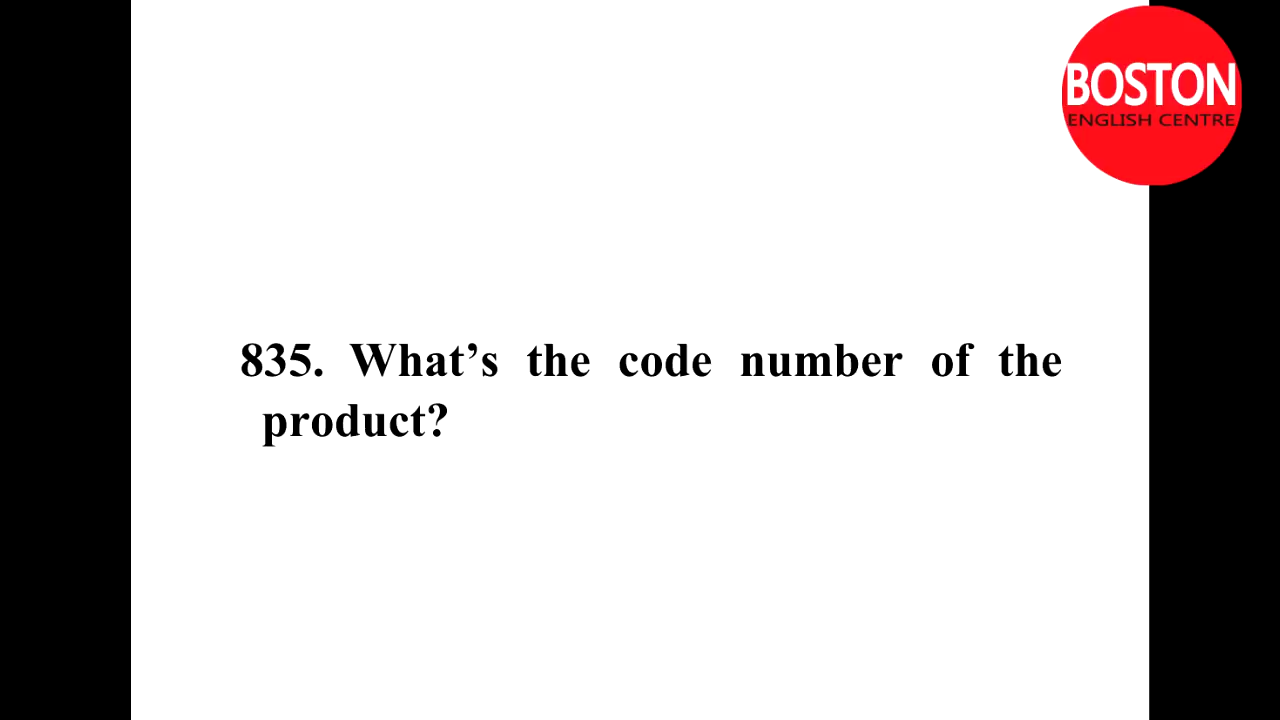 BOSTON
ENGLISH CENTRE
835. What’s the code number of the
product?